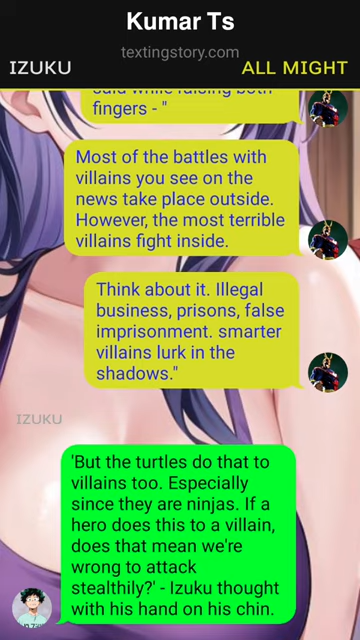 Kumar Ts
textingstory.com
IZUKU
ALL MIGHT
said while raising both
fingers - "
Most of the battles with
villains you see on the
news take place outside.
However, the most terrible
villains fight inside.
Think about it. Illegal
business, prisons, false
imprisonment. smarter
villains lurk in the
shadows."
IZUKU
'But the turtles do that to
villains too. Especially
since they are ninjas. If a
hero does this to a villain,
does that mean we're
wrong to attack
stealthily?' - Izuku thought
with his hand on his chin.